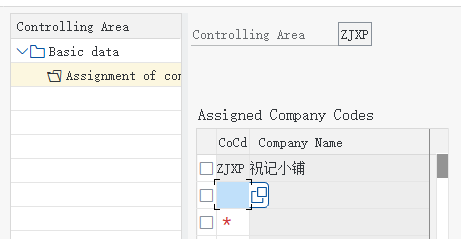 Controlling Area
Basic data
Assignment of con
Controlling Area ZJXP
Assigned Company Codes
CoCd Company Name
ZJXP 祝记小铺
*